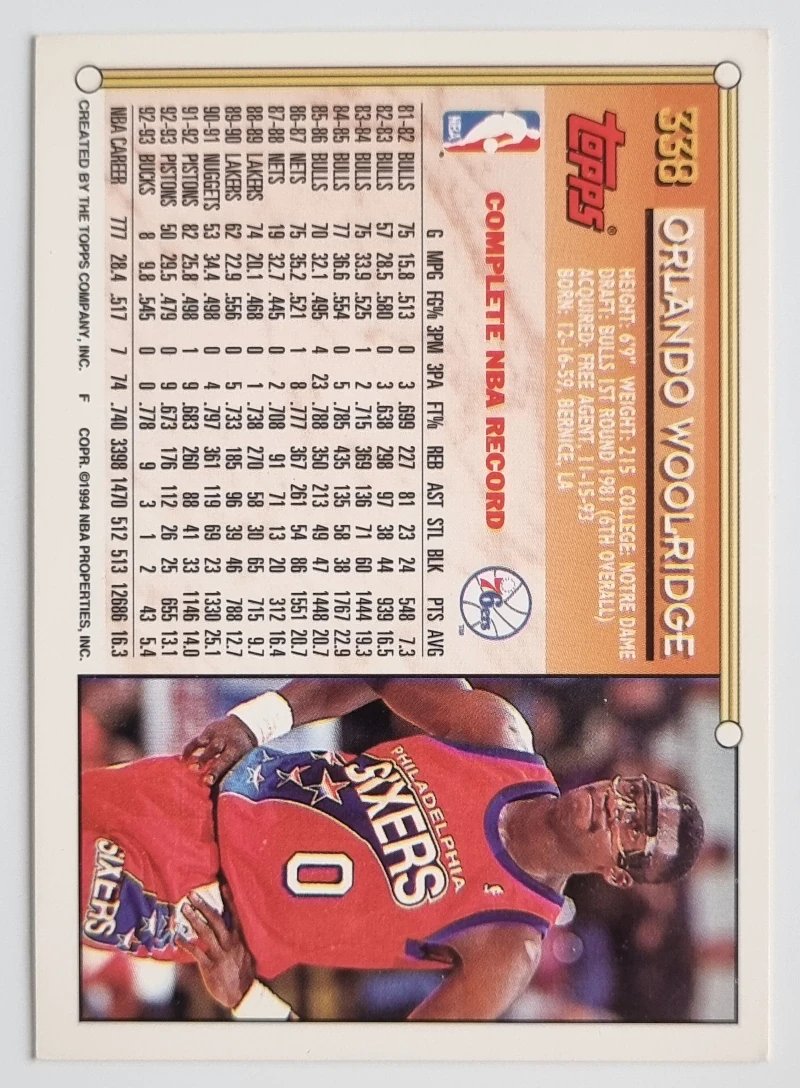 338 ORLANDO WOOLRIDGE
topps®
HEIGHT: 6'9" WEIGHT: 215 COLLEGE: NOTRE DAME
DRAFT: BULLS 1ST ROUND 1981 (6TH OVERALL)
ACQUIRED: FREE AGENT, 11-15-93
BORN: 12-16-59, BERNICE, LA
NBA
COMPLETE NBA RECORD
76ers TM
G MPG FG% 3PM 3PA FT% REB AST STL BLK PTS AVG
81-82 BULLS 75 15.8 .513 0 3 .699 227 81 23 24 548 7.3
82-83 BULLS 57 28.5 .580 0 3 .638 298 97 38 44 939 16.5
83-84 BULLS 75 33.9 .525 1 2 .715 369 136 71 60 1444 19.3
84-85 BULLS 77 36.6 .554 0 5 .785 435 135 58 38 1767 22.9
85-86 BULLS 70 32.1 .495 4 23 .788 350 213 49 47 1448 20.7
86-87 NETS 75 35.2 .521 1 8 .777 367 261 54 86 1551 20.7
87-88 NETS 19 32.7 .445 0 2 .708 91 71 13 20 312 16.4
88-89 LAKERS 74 20.1 .468 0 1 .738 270 58 30 65 715 9.7
89-90 LAKERS 62 22.9 .556 0 5 .733 185 96 39 46 788 12.7
90-91 NUGGETS 53 34.4 .498 0 4 .797 361 119 69 23 1330 25.1
91-92 PISTONS 82 25.8 .498 1 9 .683 260 88 41 33 1146 14.0
92-93 PISTONS 50 29.5 .479 0 9 .673 176 112 26 25 655 13.1
92-93 BUCKS 8 9.8 .545 0 0 .778 9 3 1 2 43 5.4
NBA CAREER 777 28.4 .517 7 74 .740 3398 1470 512 513 12686 16.3
CREATED BY THE TOPPS COMPANY, INC. F COPR. ©1994 NBA PROPERTIES, INC.
PHILADELPHIA
SIXERS
0
SIXERS